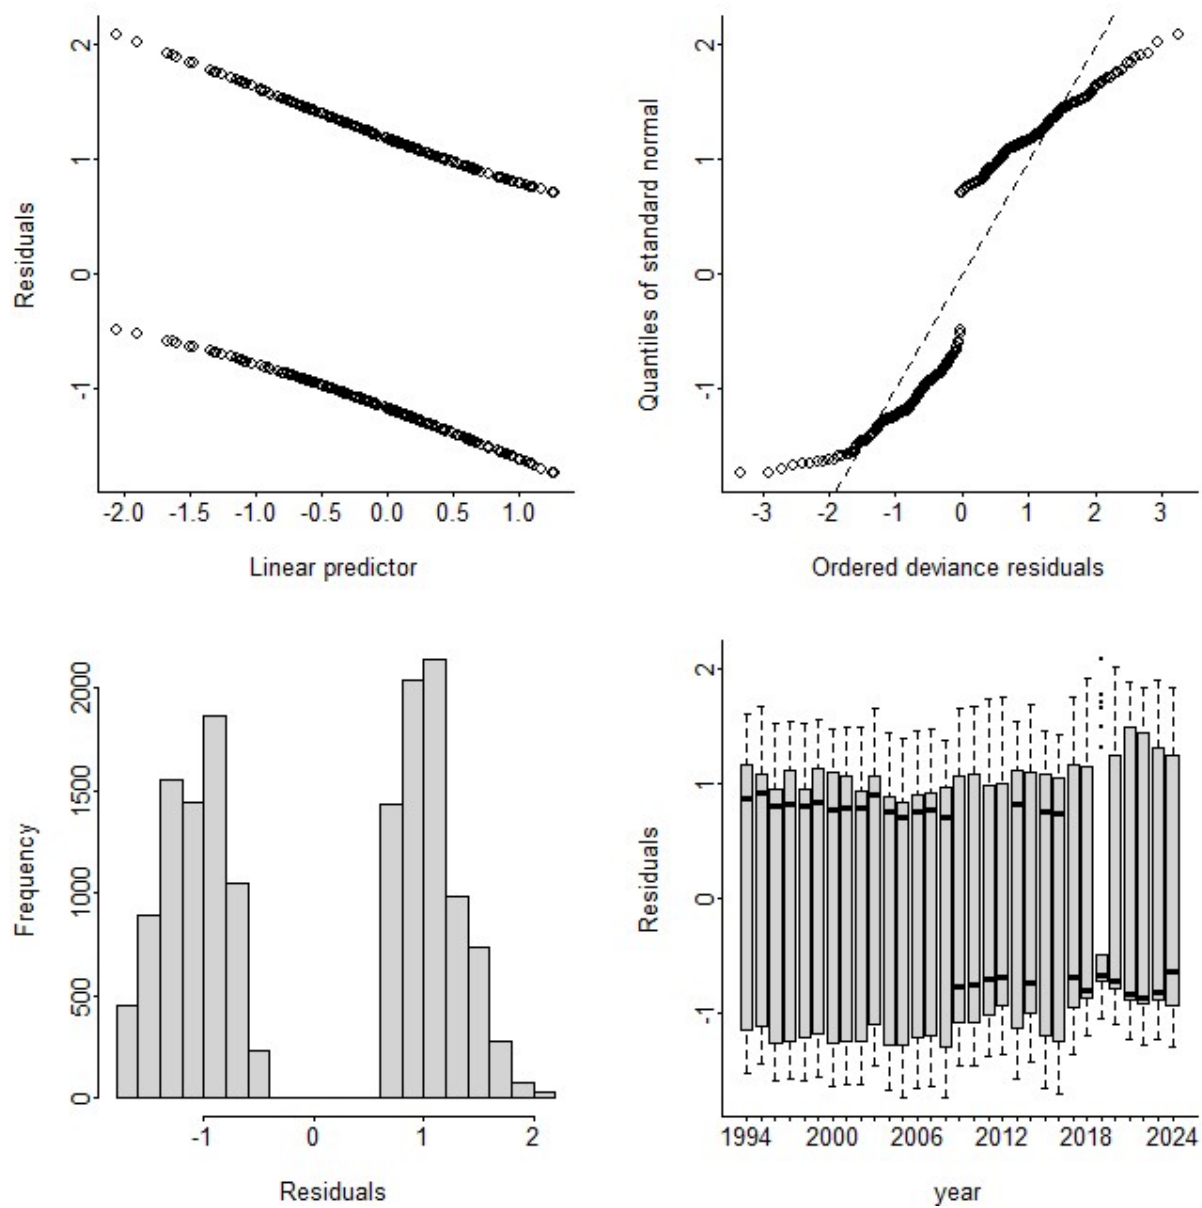 2
1
0
-1
Residuals
-2.0 -1.5 -1.0 -0.5 0.0 0.5 1.0
Linear predictor
2
1
0
-1
Quantiles of standard normal
-3 -2 -1 0 1 2 3
Ordered deviance residuals
2000
1500
1000
500
0
Frequency
-1 0 1 2
Residuals
2
1
0
-1
Residuals
1994 2000 2006 2012 2018 2024
year